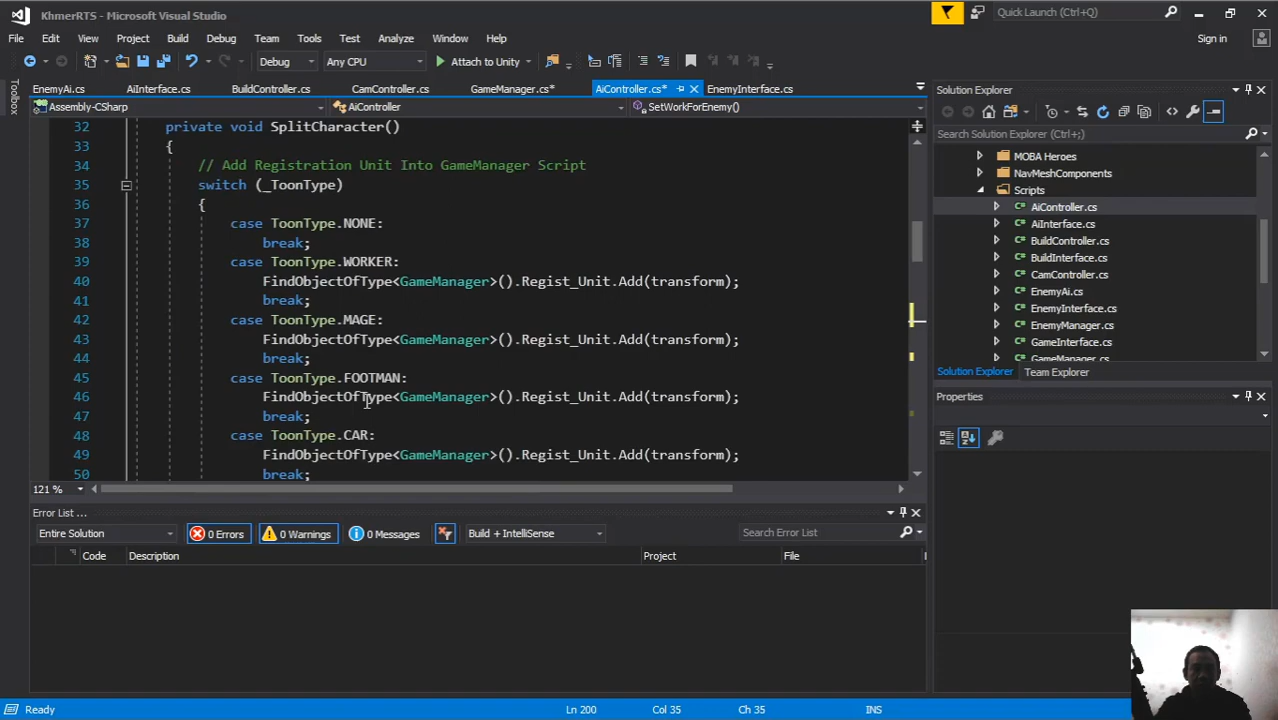 KhmerRTS - Microsoft Visual Studio
Quick Launch (Ctrl+Q)
File Edit View Project Build Debug Team Tools Test Analyze Window Help
Sign in
Debug Any CPU Attach to Unity
Toolbox
EnemyAi.cs AiInterface.cs BuildController.cs CamController.cs GameManager.cs* AiController.cs* EnemyInterface.cs
Assembly-CSharp AiController SetWorkForEnemy()
32 private void SplitCharacter()
33 {
34 // Add Registration Unit Into GameManager Script
35 switch (_ToonType)
36 {
37 case ToonType.NONE:
38 break;
39 case ToonType.WORKER:
40 FindObjectOfType<GameManager>().Regist_Unit.Add(transform);
41 break;
42 case ToonType.MAGE:
43 FindObjectOfType<GameManager>().Regist_Unit.Add(transform);
44 break;
45 case ToonType.FOOTMAN:
46 FindObjectOfType<GameManager>().Regist_Unit.Add(transform);
47 break;
48 case ToonType.CAR:
49 FindObjectOfType<GameManager>().Regist_Unit.Add(transform);
50 break;
121 %
Error List ...
Entire Solution 0 Errors 0 Warnings 0 Messages Build + IntelliSense Search Error List
Code Description Project File
Solution Explorer
Search Solution Explorer (Ctrl+;)
MOBA Heroes
NavMeshComponents
Scripts
AiController.cs
AiInterface.cs
BuildController.cs
BuildInterface.cs
CamController.cs
EnemyAi.cs
EnemyInterface.cs
EnemyManager.cs
GameInterface.cs
GameManager.cs
Solution Explorer Team Explorer
Properties
Ready Ln 200 Col 35 Ch 35 INS